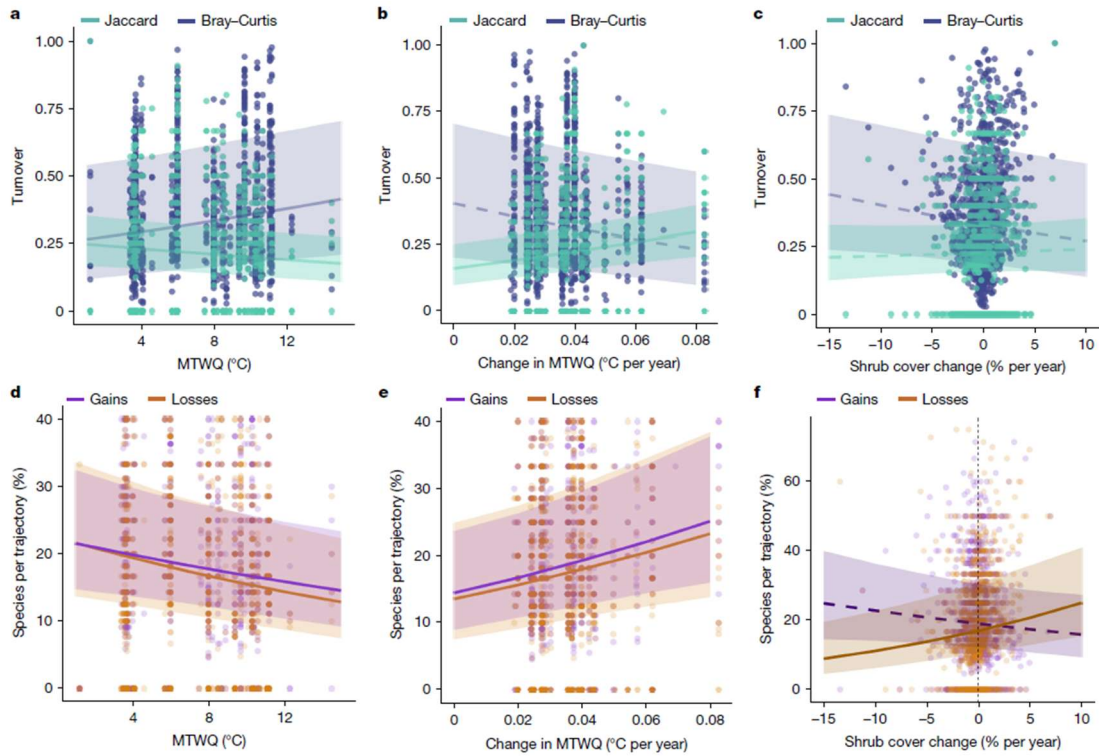 a
Jaccard Bray–Curtis
1.00
0.75
0.50
0.25
0
Turnover
4 8 12
MTWQ (°C)
b
Jaccard Bray–Curtis
1.00
0.75
0.50
0.25
0
Turnover
0 0.02 0.04 0.06 0.08
Change in MTWQ (°C per year)
c
Jaccard Bray–Curtis
1.00
0.75
0.50
0.25
0
Turnover
−15 −10 −5 0 5 10
Shrub cover change (% per year)
d
Gains Losses
40
30
20
10
0
Species per trajectory (%)
4 8 12
MTWQ (°C)
e
Gains Losses
40
30
20
10
0
Species per trajectory (%)
0 0.02 0.04 0.06 0.08
Change in MTWQ (°C per year)
f
Gains Losses
80
60
40
20
0
Species per trajectory (%)
−15 −10 −5 0 5 10
Shrub cover change (% per year)